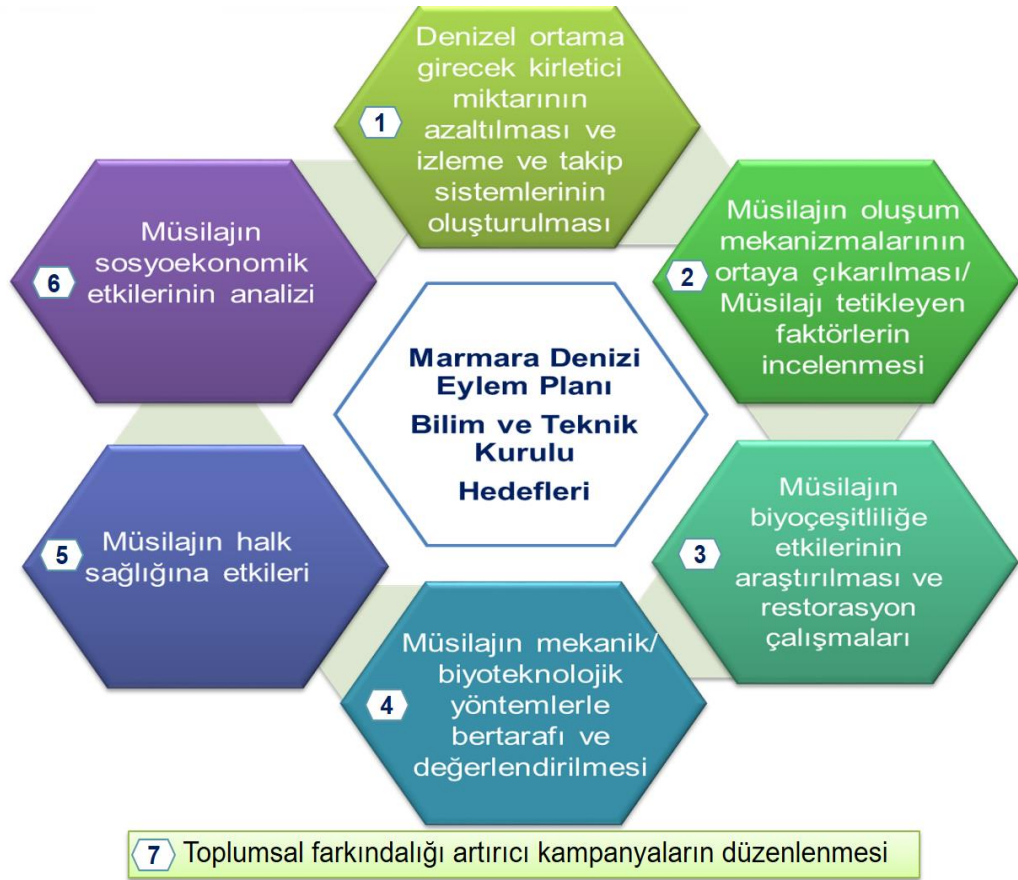 Denizel ortama
girecek kirletici
miktarının
azaltılması ve
izleme ve takip
sistemlerinin
oluşturulması
1
Müsilajın oluşum
mekanizmalarının
ortaya çıkarılması/
Müsilajı tetikleyen
faktörlerin
incelenmesi
2
Müsilajın
biyoçeşitliliğe
etkilerinin
araştırılması ve
restorasyon
çalışmaları
3
Müsilajın mekanik/
biyoteknolojik
yöntemlerle
bertarafı ve
değerlendirilmesi
4
Müsilajın halk
sağlığına etkileri
5
Müsilajın
sosyoekonomik
etkilerinin analizi
6
Marmara Denizi
Eylem Planı
Bilim ve Teknik
Kurulu
Hedefleri
7 Toplumsal farkındalığı artırıcı kampanyaların düzenlenmesi